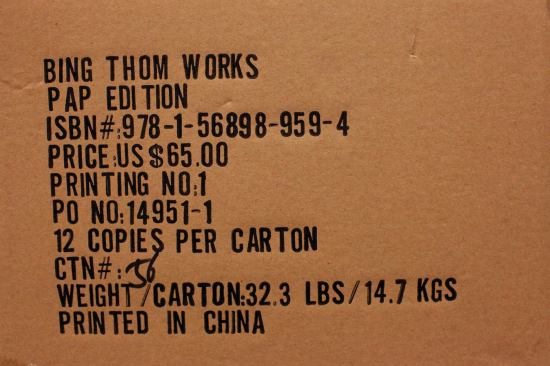 BING THOM WORKS
PAP EDITION
ISBN#:978-1-56898-959-4
PRICE:US$65.00
PRINTING NO:1
PO NO:14951-1
12 COPIES PER CARTON
CTN#:56
WEIGHT/CARTON:32.3 LBS/14.7 KGS
PRINTED IN CHINA